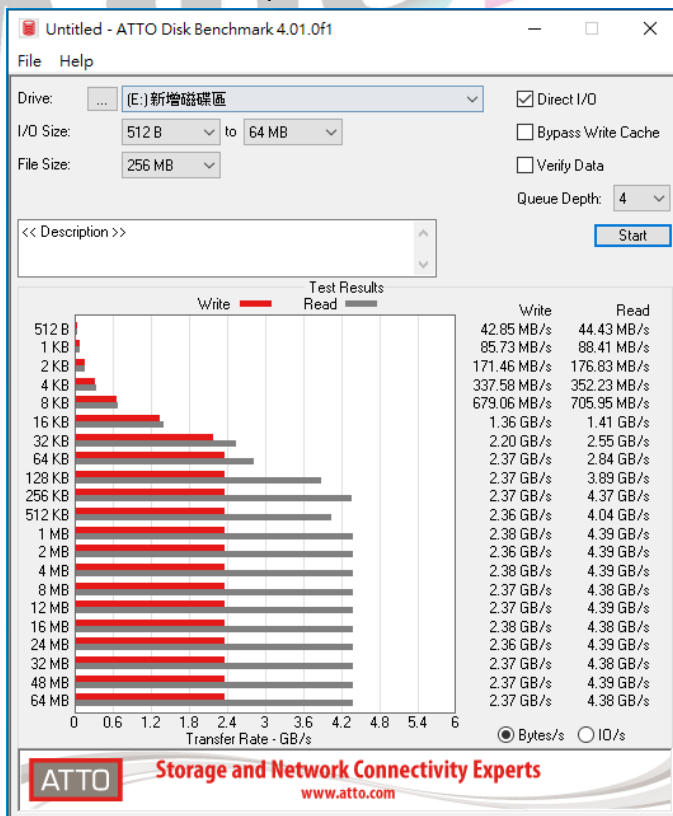 Untitled - ATTO Disk Benchmark 4.01.0f1
File Help
Drive: ... (E:)新增磁碟區 Direct I/O
I/O Size: 512 B to 64 MB Bypass Write Cache
File Size: 256 MB Verify Data
Queue Depth: 4
<< Description >> Start
Test Results
Write Read Write Read
512 B 42.85 MB/s 44.43 MB/s
1 KB 85.73 MB/s 88.41 MB/s
2 KB 171.46 MB/s 176.83 MB/s
4 KB 337.58 MB/s 352.23 MB/s
8 KB 679.06 MB/s 705.95 MB/s
16 KB 1.36 GB/s 1.41 GB/s
32 KB 2.20 GB/s 2.55 GB/s
64 KB 2.37 GB/s 2.84 GB/s
128 KB 2.37 GB/s 3.89 GB/s
256 KB 2.37 GB/s 4.37 GB/s
512 KB 2.36 GB/s 4.04 GB/s
1 MB 2.38 GB/s 4.39 GB/s
2 MB 2.36 GB/s 4.39 GB/s
4 MB 2.38 GB/s 4.39 GB/s
8 MB 2.37 GB/s 4.38 GB/s
12 MB 2.37 GB/s 4.39 GB/s
16 MB 2.38 GB/s 4.38 GB/s
24 MB 2.36 GB/s 4.39 GB/s
32 MB 2.37 GB/s 4.38 GB/s
48 MB 2.37 GB/s 4.39 GB/s
64 MB 2.37 GB/s 4.38 GB/s
0 0.6 1.2 1.8 2.4 3 3.6 4.2 4.8 5.4 6
Transfer Rate - GB/s Bytes/s IO/s
ATTO Storage and Network Connectivity Experts
www.atto.com